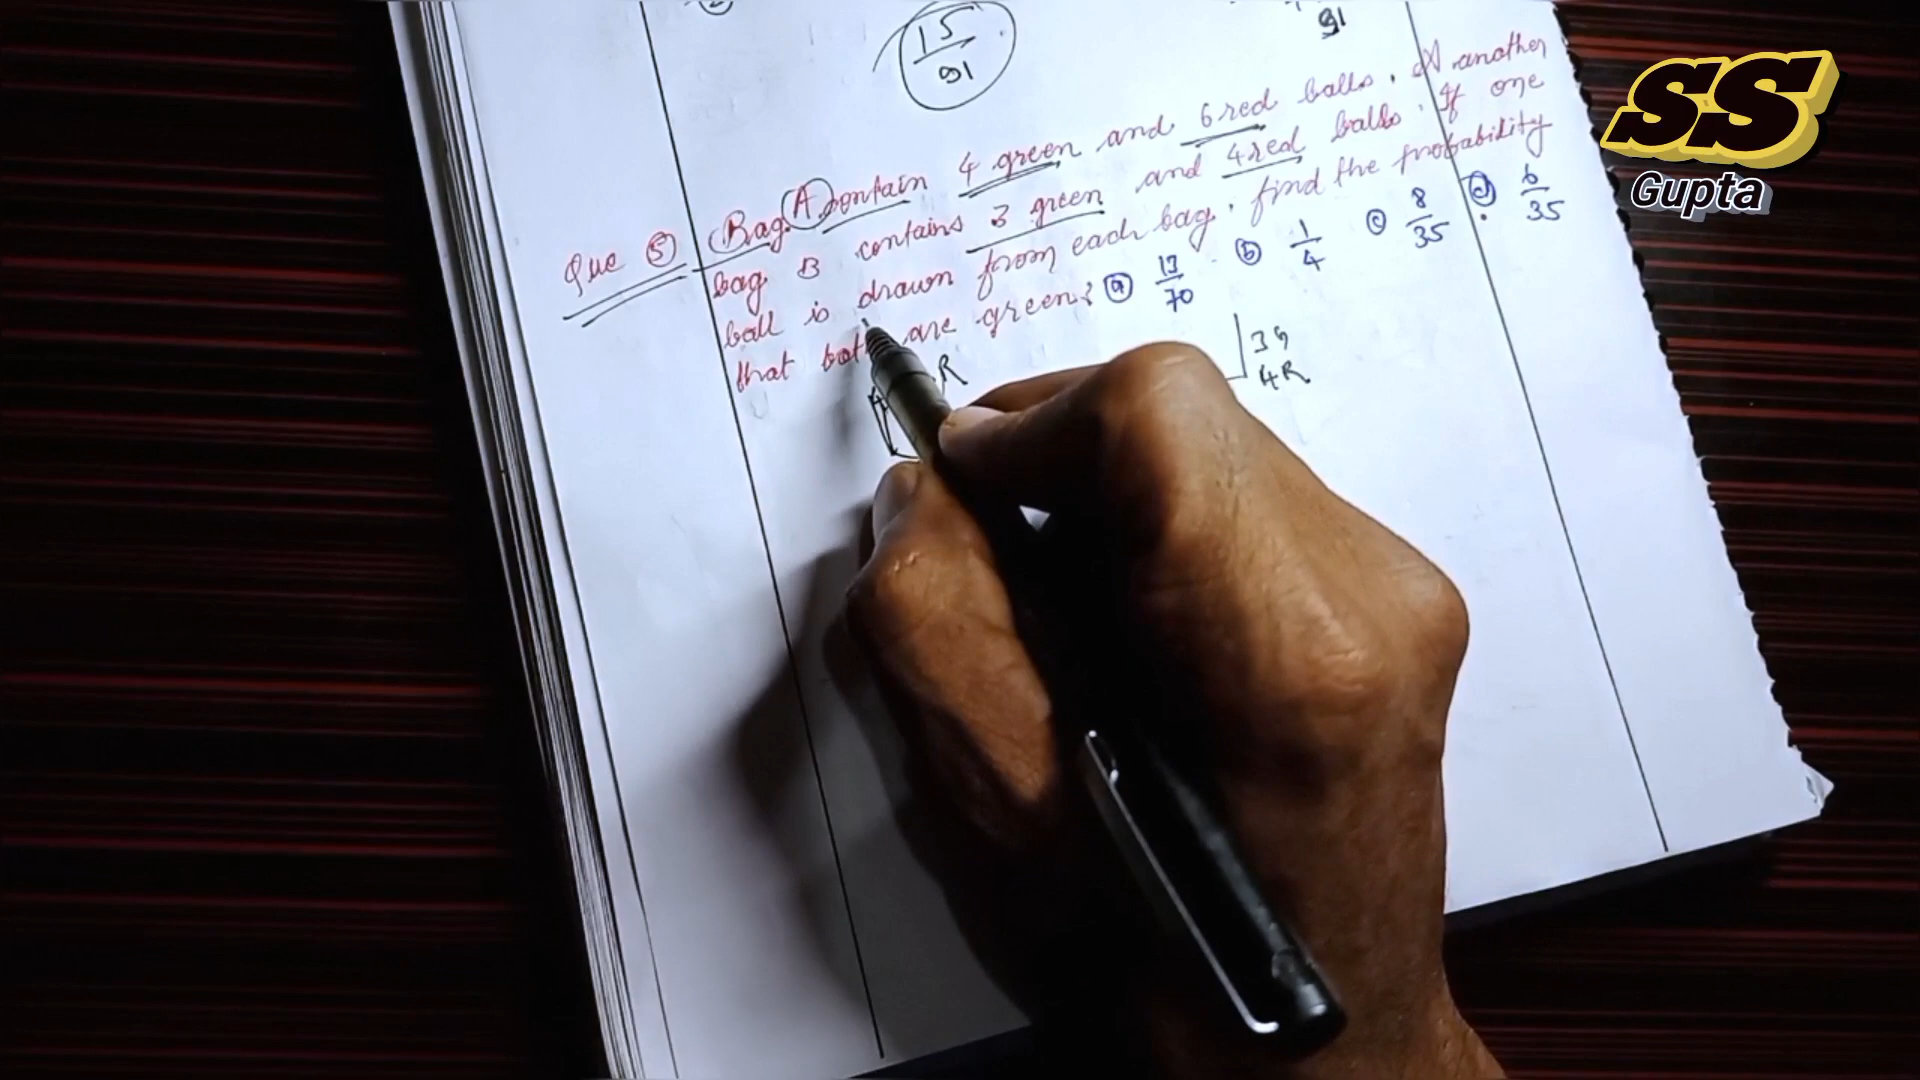 15
91
91
Que 5 Bag A contain 4 green and 6 red balls. A another
bag B contains 3 green and 4 red balls. If one
ball is drawn from each bag. find the probability
that both are green? (a) 13/70 (b) 1/4 (c) 8/35 (d) 6/35
R
3G
4R
SS
Gupta